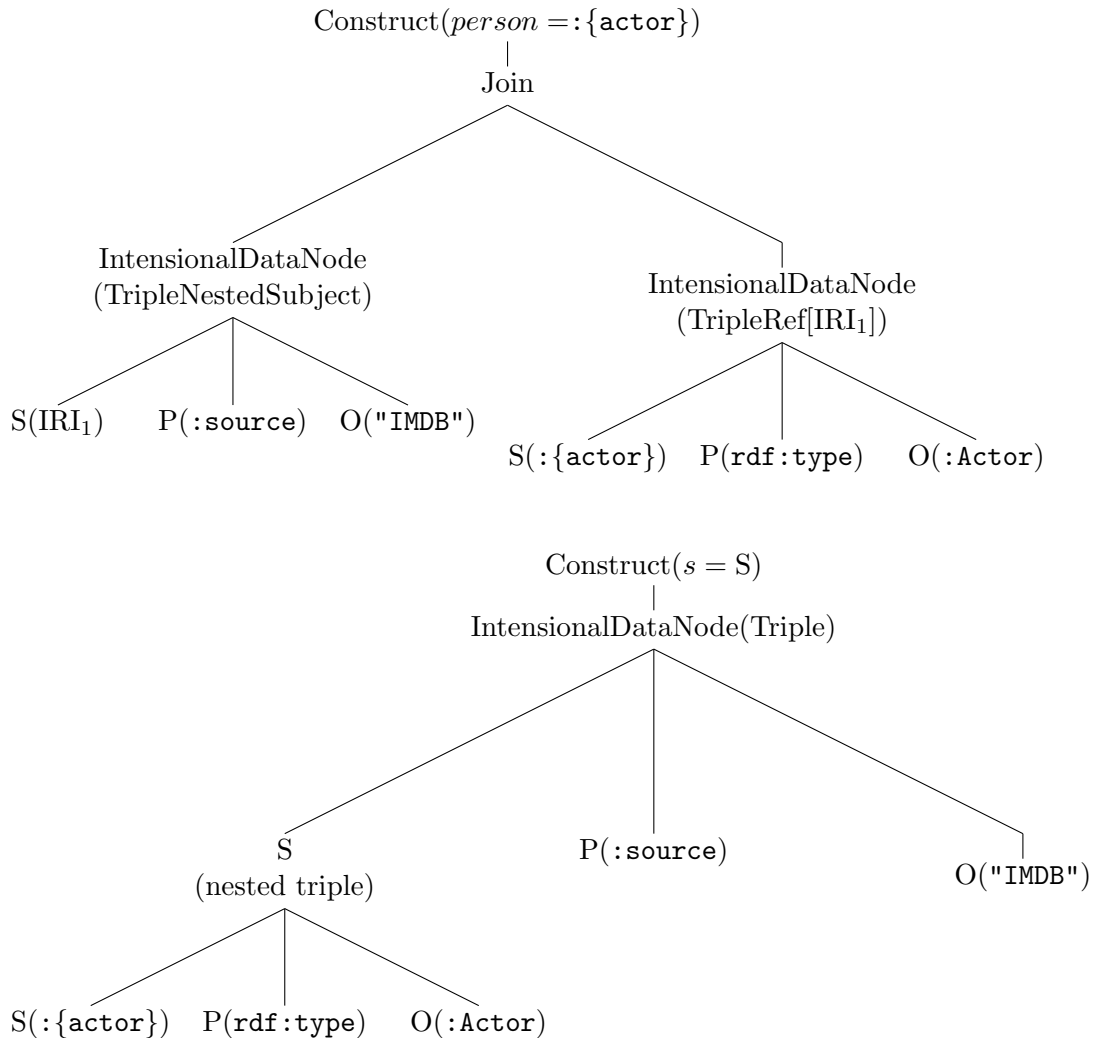 Construct(person =:{actor})
Join
IntensionalDataNode
(TripleNestedSubject)
IntensionalDataNode
(TripleRef[IRI₁])
S(IRI₁) P(:source) O("IMDB")
S(:{actor}) P(rdf:type) O(:Actor)
Construct(s = S)
IntensionalDataNode(Triple)
S
(nested triple)
P(:source)
O("IMDB")
S(:{actor}) P(rdf:type) O(:Actor)